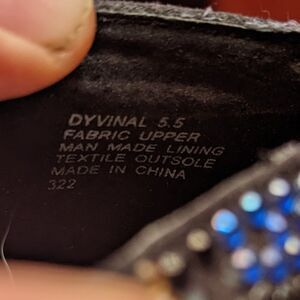 DYVINAL 5.5
FABRIC UPPER
MAN MADE LINING
TEXTILE OUTSOLE
MADE IN CHINA
322